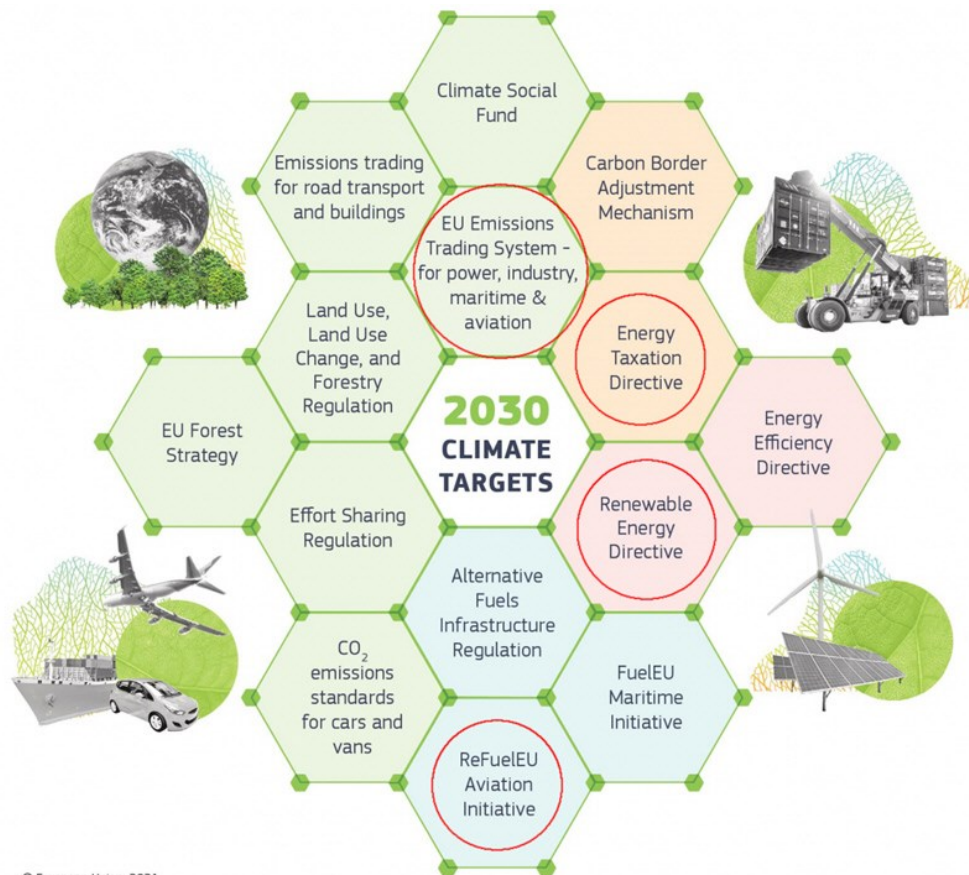 Climate Social
Fund
Emissions trading
for road transport
and buildings
Carbon Border
Adjustment
Mechanism
EU Emissions
Trading System -
for power, industry,
maritime &
aviation
Land Use,
Land Use
Change, and
Forestry
Regulation
Energy
Taxation
Directive
EU Forest
Strategy
2030
CLIMATE
TARGETS
Energy
Efficiency
Directive
Effort Sharing
Regulation
Renewable
Energy
Directive
Alternative
Fuels
Infrastructure
Regulation
CO₂
emissions
standards
for cars and
vans
FuelEU
Maritime
Initiative
ReFuelEU
Aviation
Initiative